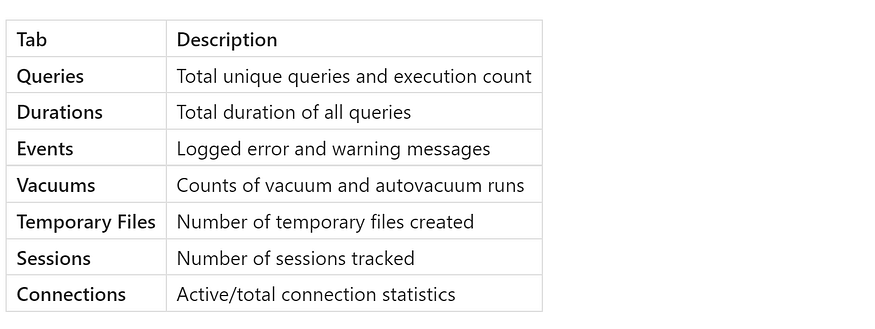 Tab Description
Queries Total unique queries and execution count
Durations Total duration of all queries
Events Logged error and warning messages
Vacuums Counts of vacuum and autovacuum runs
Temporary Files Number of temporary files created
Sessions Number of sessions tracked
Connections Active/total connection statistics